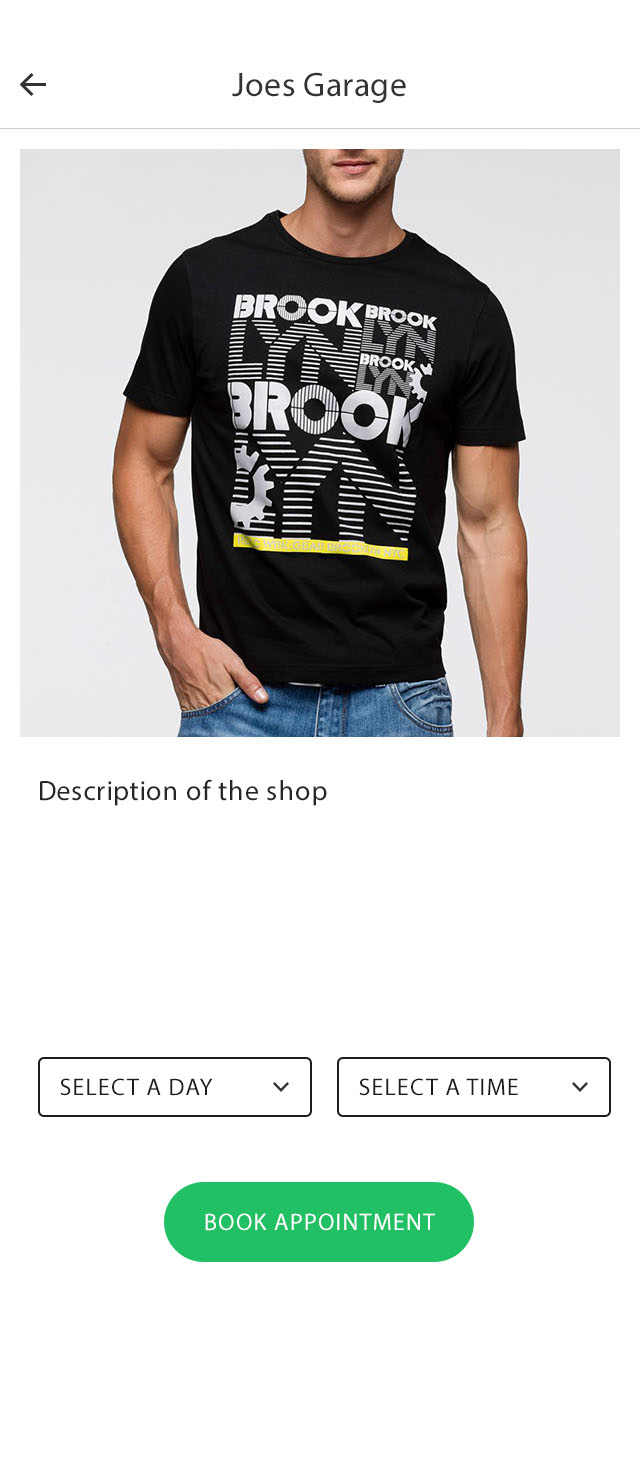 Joes Garage
BROOK BROOK
LYN LYN
BROOK
LYN
BROOK
LYN
Description of the shop
SELECT A DAY
SELECT A TIME
BOOK APPOINTMENT